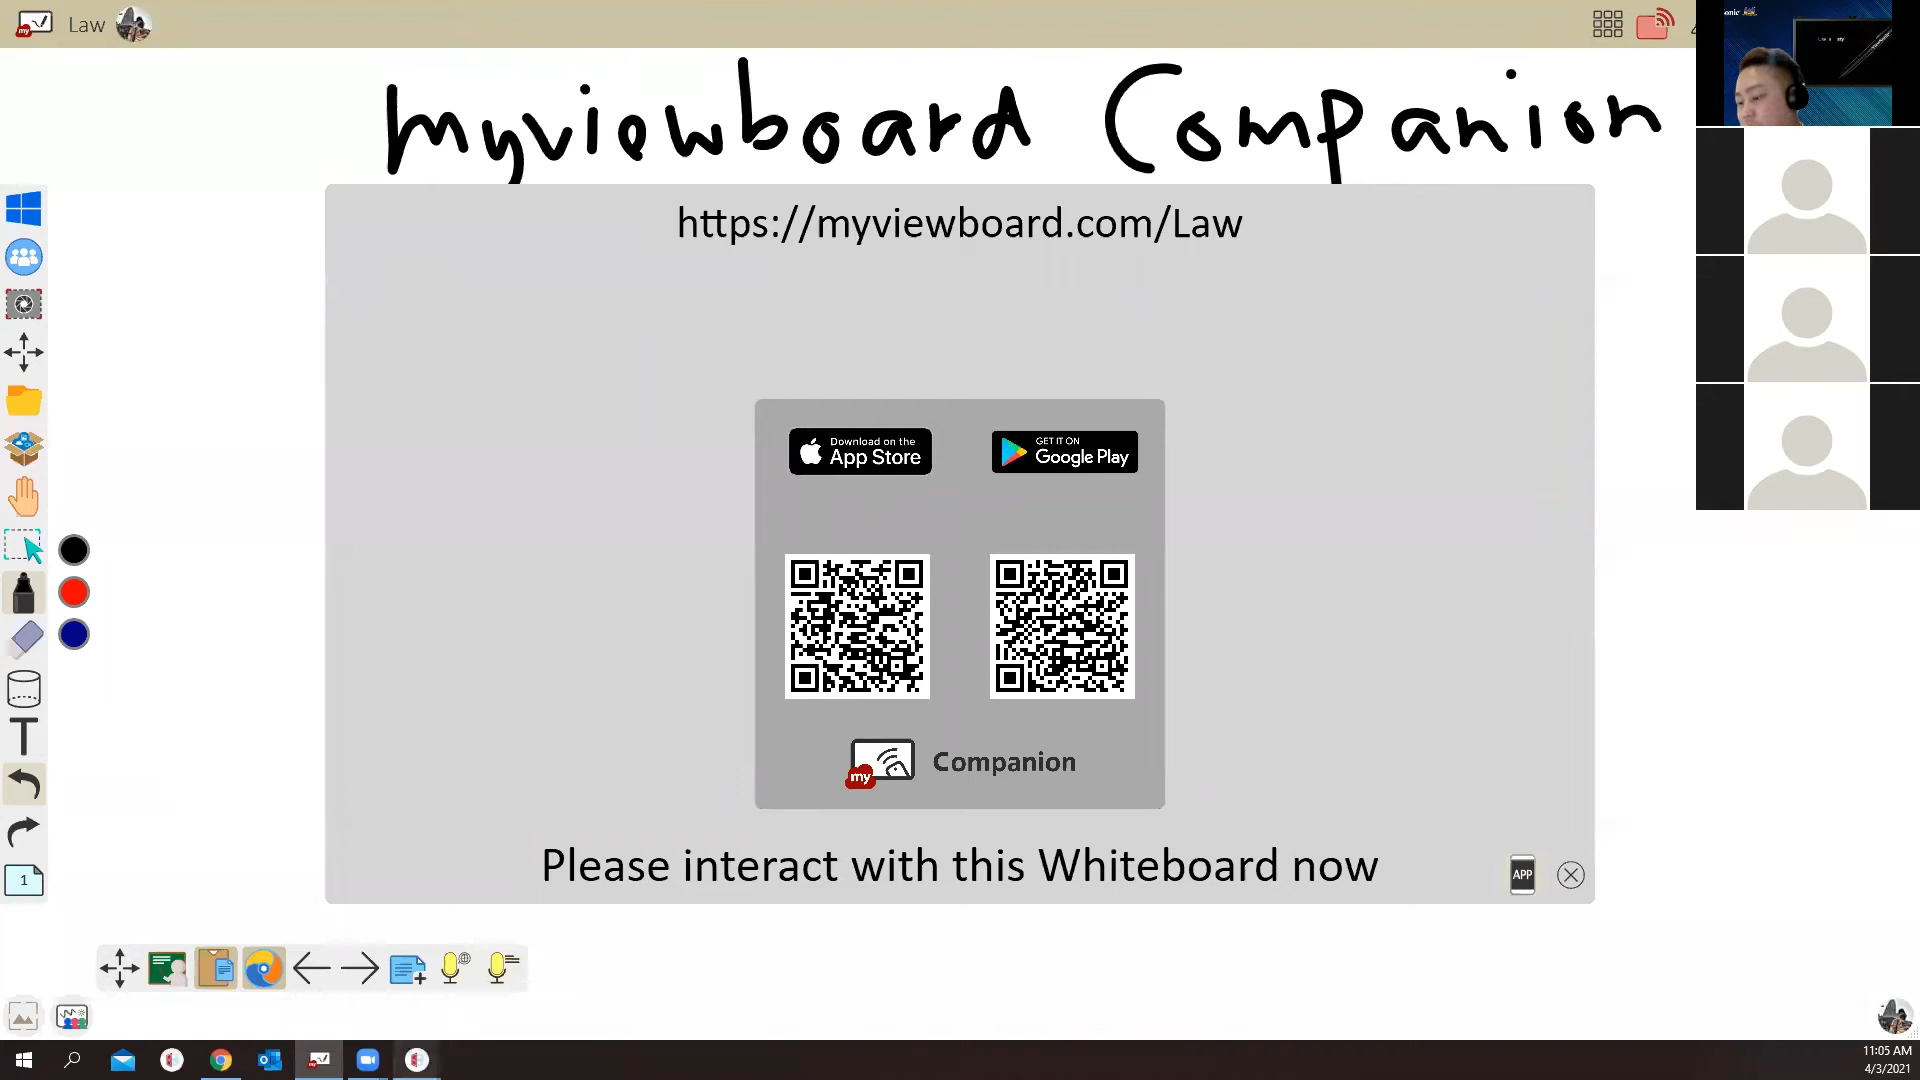 Law
myviewboard Companion
https://myviewboard.com/Law
Download on the
App Store
GET IT ON
Google Play
my
Companion
Please interact with this Whiteboard now
APP
T
1
my
11:05 AM
4/3/2021